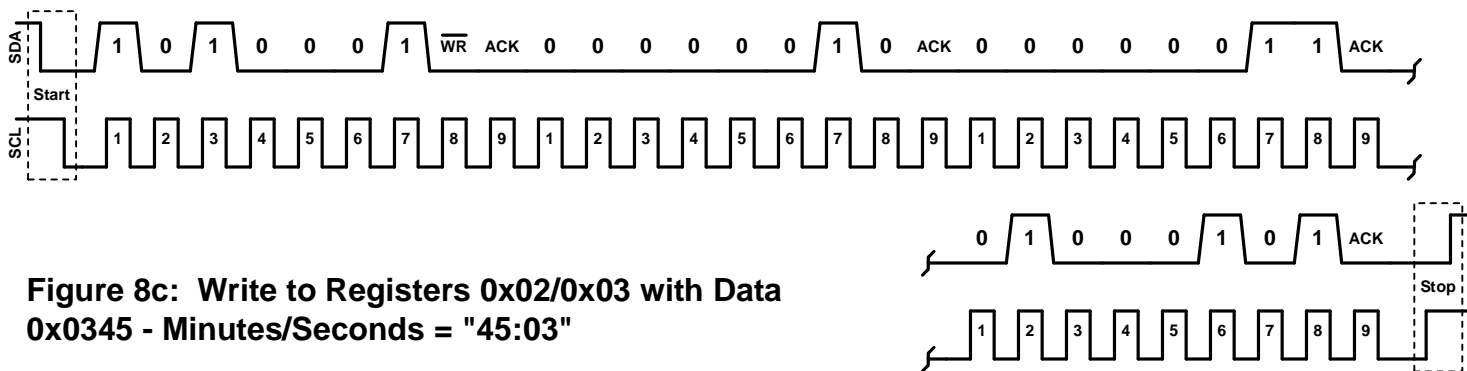 SDA 1 0 1 0 0 0 1 WR ACK 0 0 0 0 0 0 1 0 ACK 0 0 0 0 0 0 1 1 ACK
Start
SCL 1 2 3 4 5 6 7 8 9 1 2 3 4 5 6 7 8 9 1 2 3 4 5 6 7 8 9
0 1 0 0 0 1 0 1 ACK
Stop
1 2 3 4 5 6 7 8 9
Figure 8c: Write to Registers 0x02/0x03 with Data
0x0345 - Minutes/Seconds = "45:03"